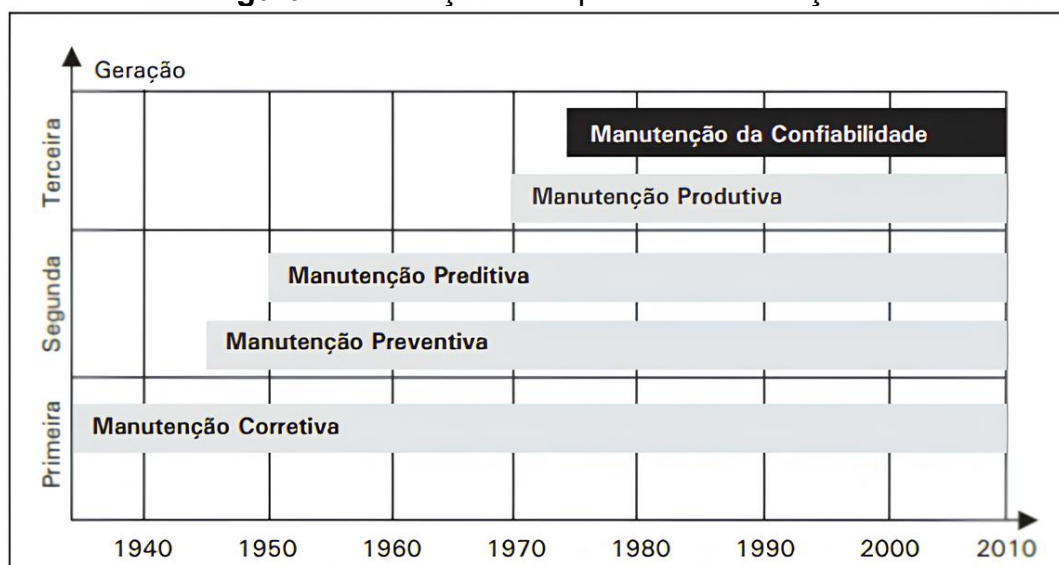 Geração
Terceira
Manutenção da Confiabilidade
Manutenção Produtiva
Segunda
Manutenção Preditiva
Manutenção Preventiva
Primeira
Manutenção Corretiva
1940 1950 1960 1970 1980 1990 2000 2010